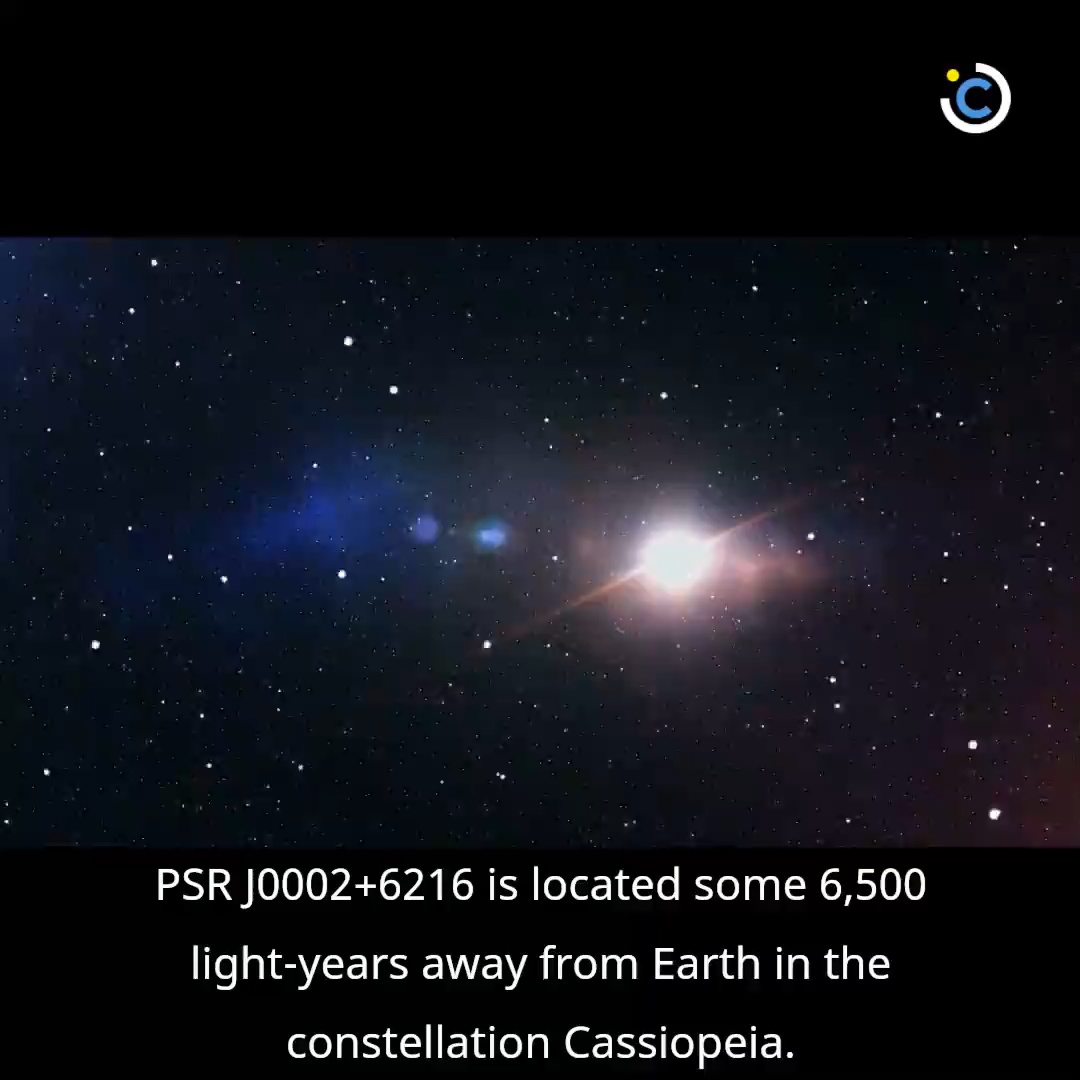 C
PSR J0002+6216 is located some 6,500
light-years away from Earth in the
constellation Cassiopeia.